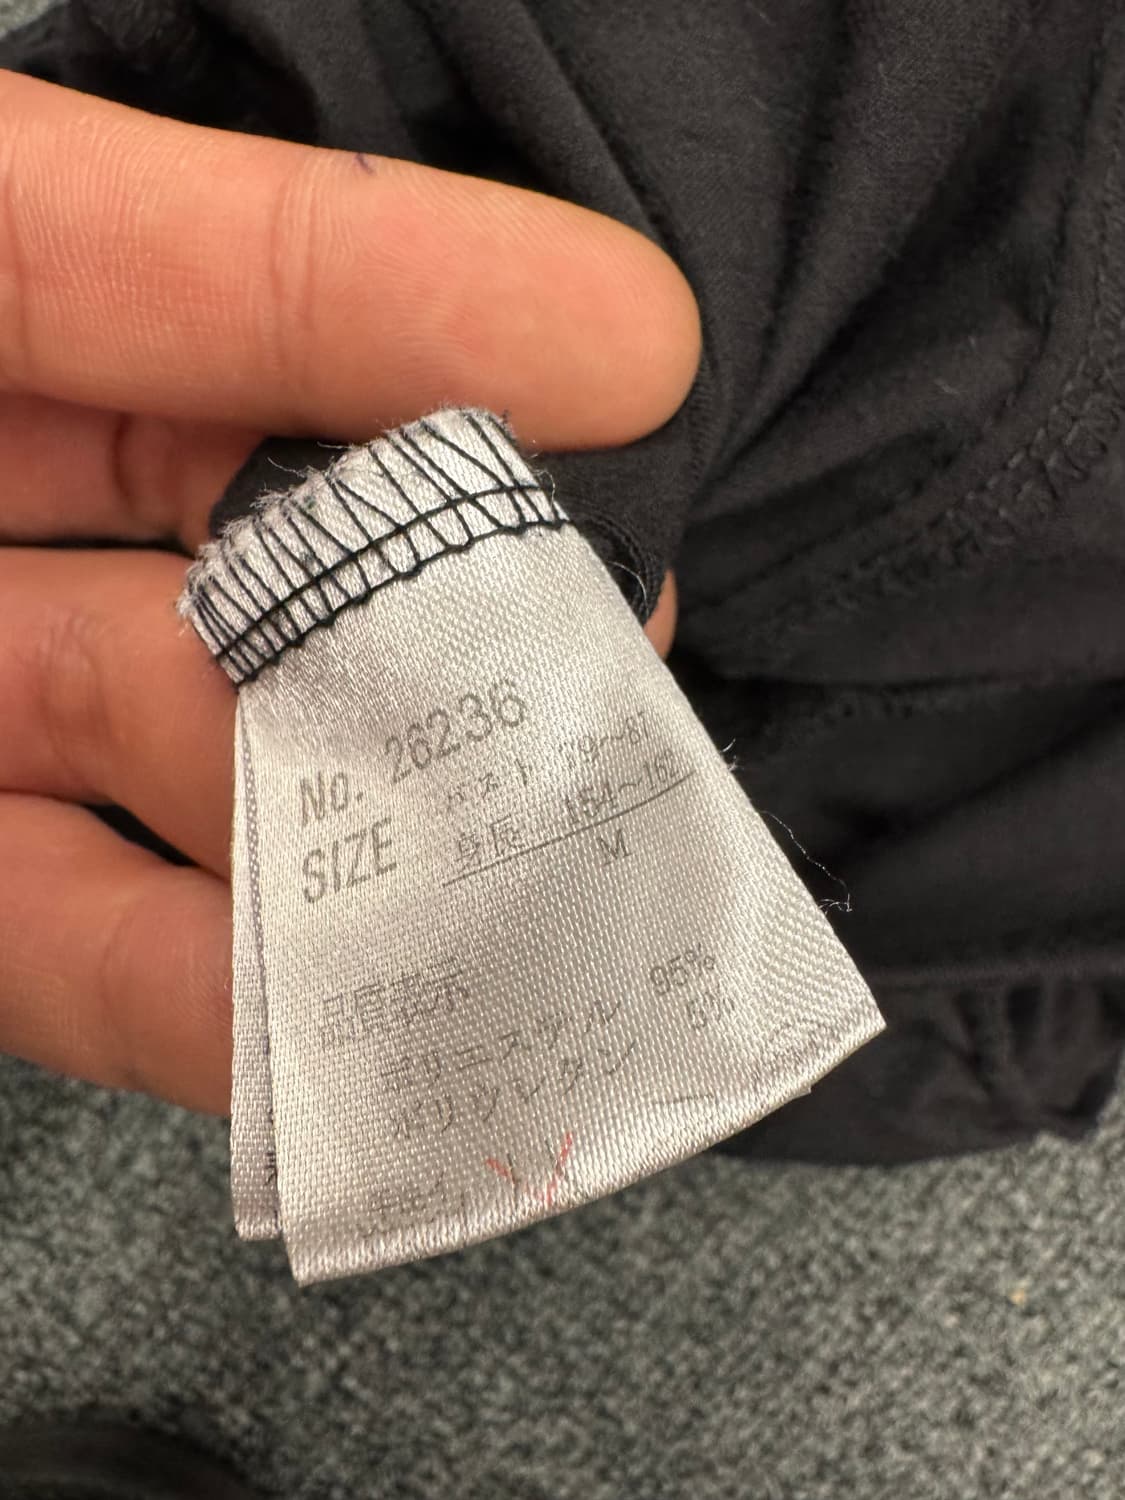 No. 26236
SIZE
バスト 79～87
身長 154～162
M
品質表示
ポリエステル 95%
ポリウレタン 5%